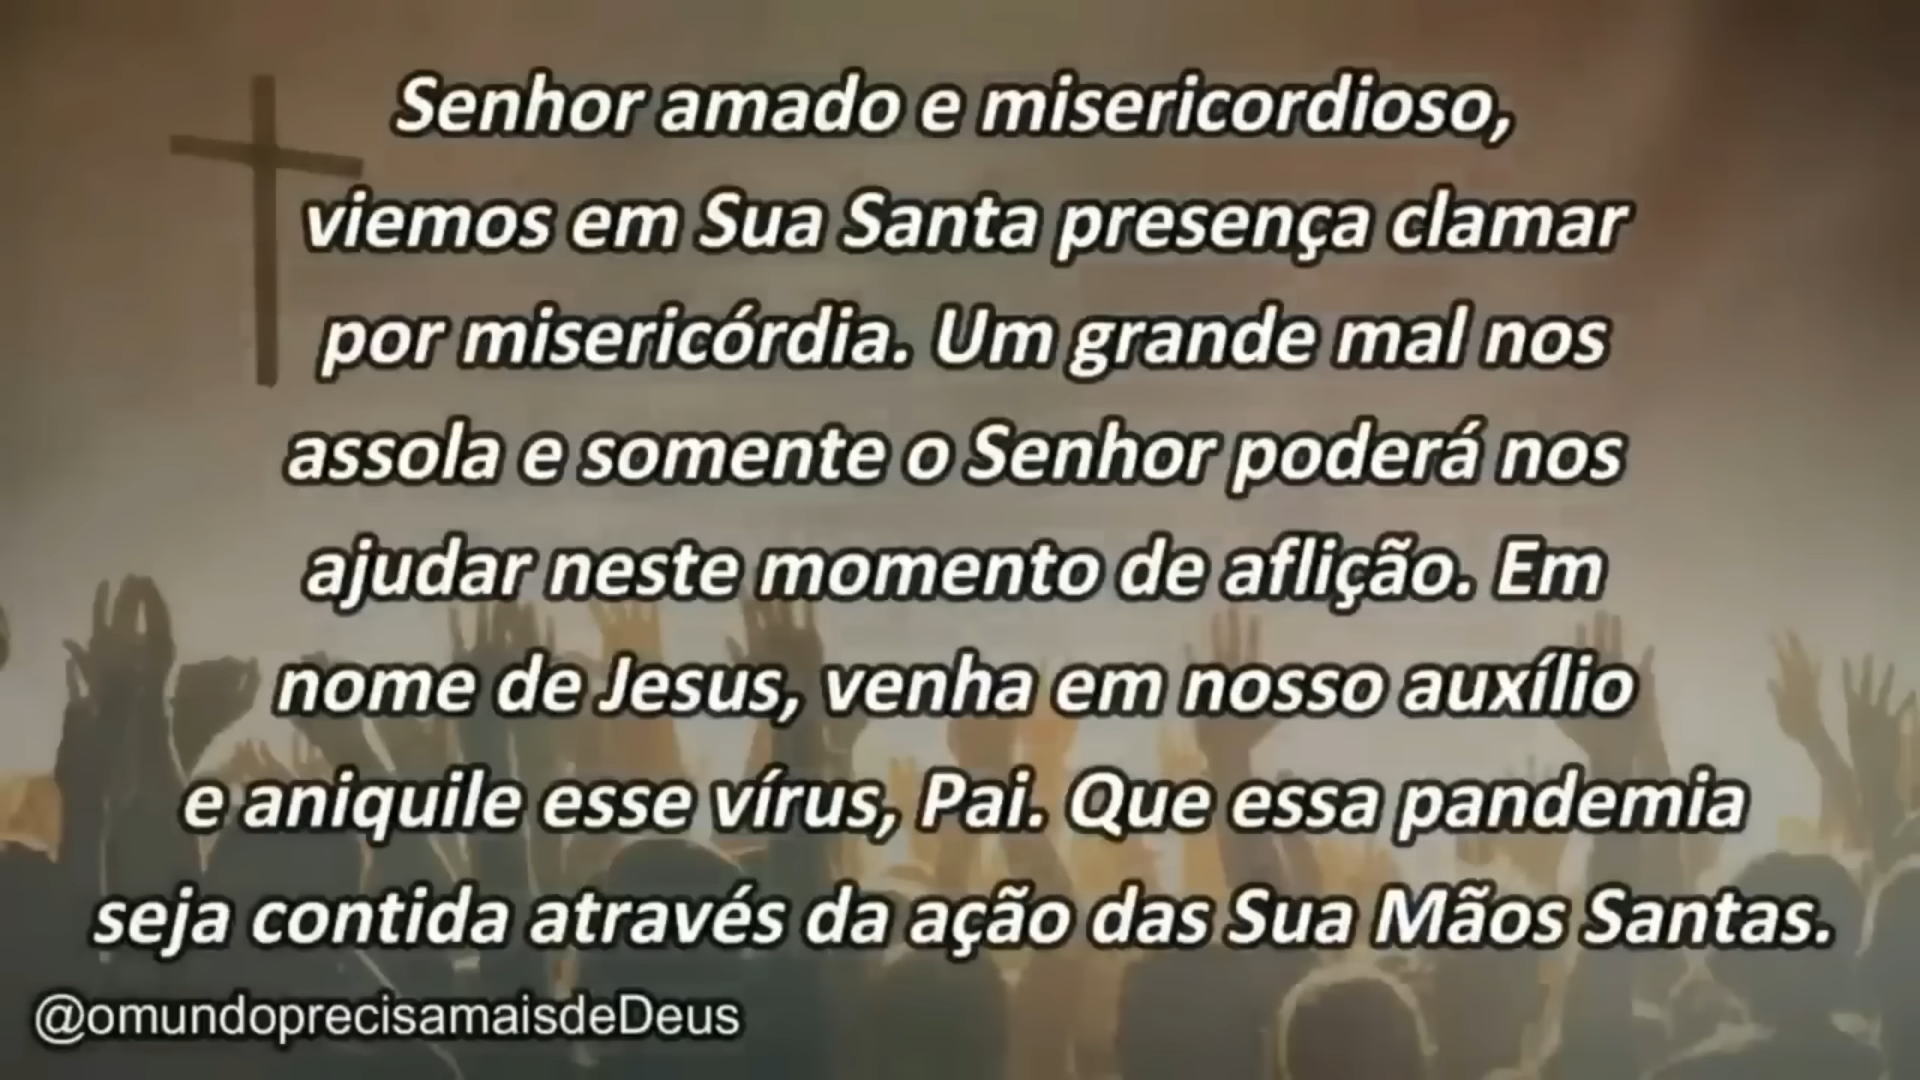 Senhor amado e misericordioso,
viemos em Sua Santa presença clamar
por misericórdia. Um grande mal nos
assola e somente o Senhor poderá nos
ajudar neste momento de aflição. Em
nome de Jesus, venha em nosso auxílio
e aniquile esse vírus, Pai. Que essa pandemia
seja contida através da ação das Sua Mãos Santas.
@omundoprecisamaisdeDeus